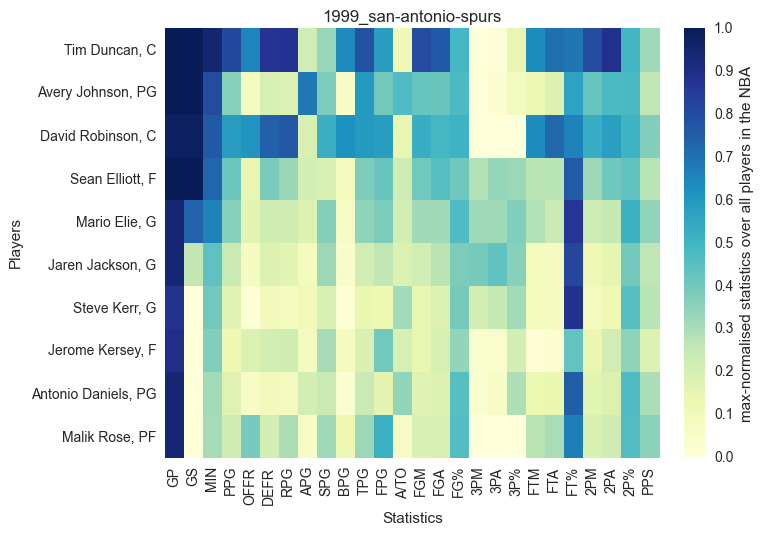 1999_san-antonio-spurs
Players
Tim Duncan, C
Avery Johnson, PG
David Robinson, C
Sean Elliott, F
Mario Elie, G
Jaren Jackson, G
Steve Kerr, G
Jerome Kersey, F
Antonio Daniels, PG
Malik Rose, PF
GP GS MIN PPG OFFR DEFR RPG APG SPG BPG TPG FPG A/TO FGM FGA FG% 3PM 3PA 3P% FTM FTA FT% 2PM 2PA 2P% PPS
Statistics
1.0
0.9
0.8
0.7
0.6
0.5
0.4
0.3
0.2
0.1
0.0
max-normalised statistics over all players in the NBA